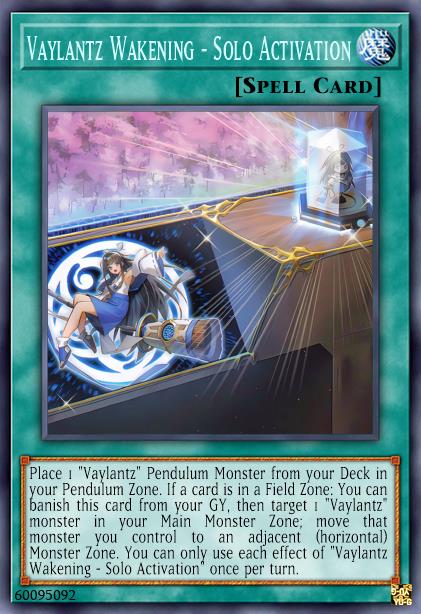 VAYLANTZ WAKENING - SOLO ACTIVATION
魔
[SPELL CARD]
Place 1 "Vaylantz" Pendulum Monster from your Deck in
your Pendulum Zone. If a card is in a Field Zone: You can
banish this card from your GY, then target 1 "Vaylantz"
monster in your Main Monster Zone; move that
monster you control to an adjacent (horizontal)
Monster Zone. You can only use each effect of "Vaylantz
Wakening - Solo Activation" once per turn.
60095092